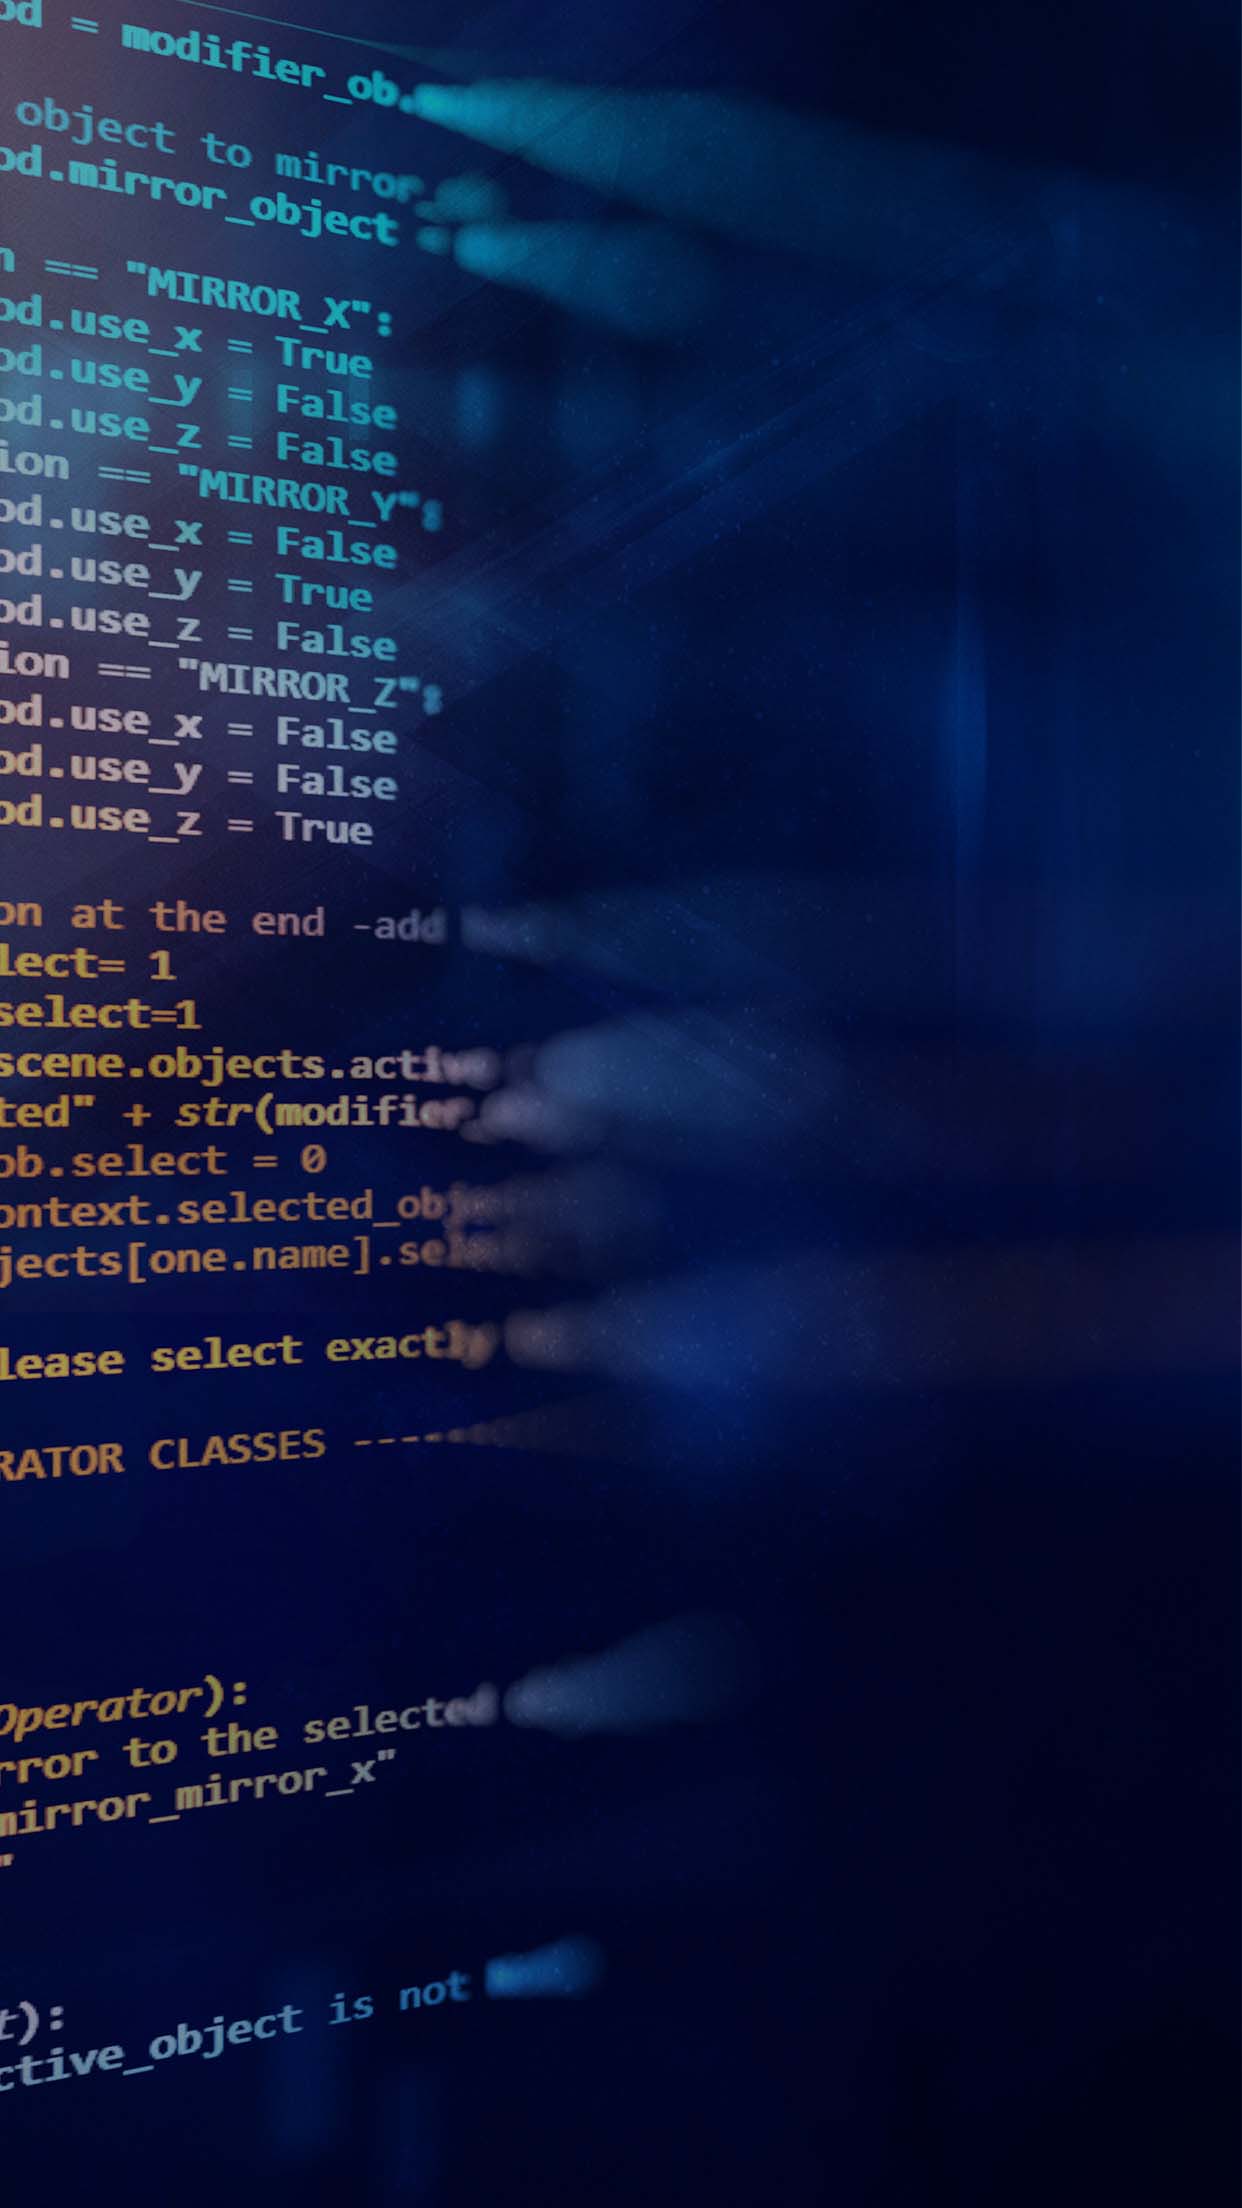 od = modifier_ob.
object to mirror
od.mirror_object
n == "MIRROR_X":
od.use_x = True
od.use_y = False
od.use_z = False
ion == "MIRROR_Y":
od.use_x = False
od.use_y = True
od.use_z = False
ion == "MIRROR_Z":
od.use_x = False
od.use_y = False
od.use_z = True
on at the end -add
lect= 1
select=1
scene.objects.active
ted" + str(modifier
ob.select = 0
ontext.selected_obje
jects[one.name].sel
lease select exactly
RATOR CLASSES ----
Operator):
rror to the selected
mirror_mirror_x"
"
t):
ctive_object is not